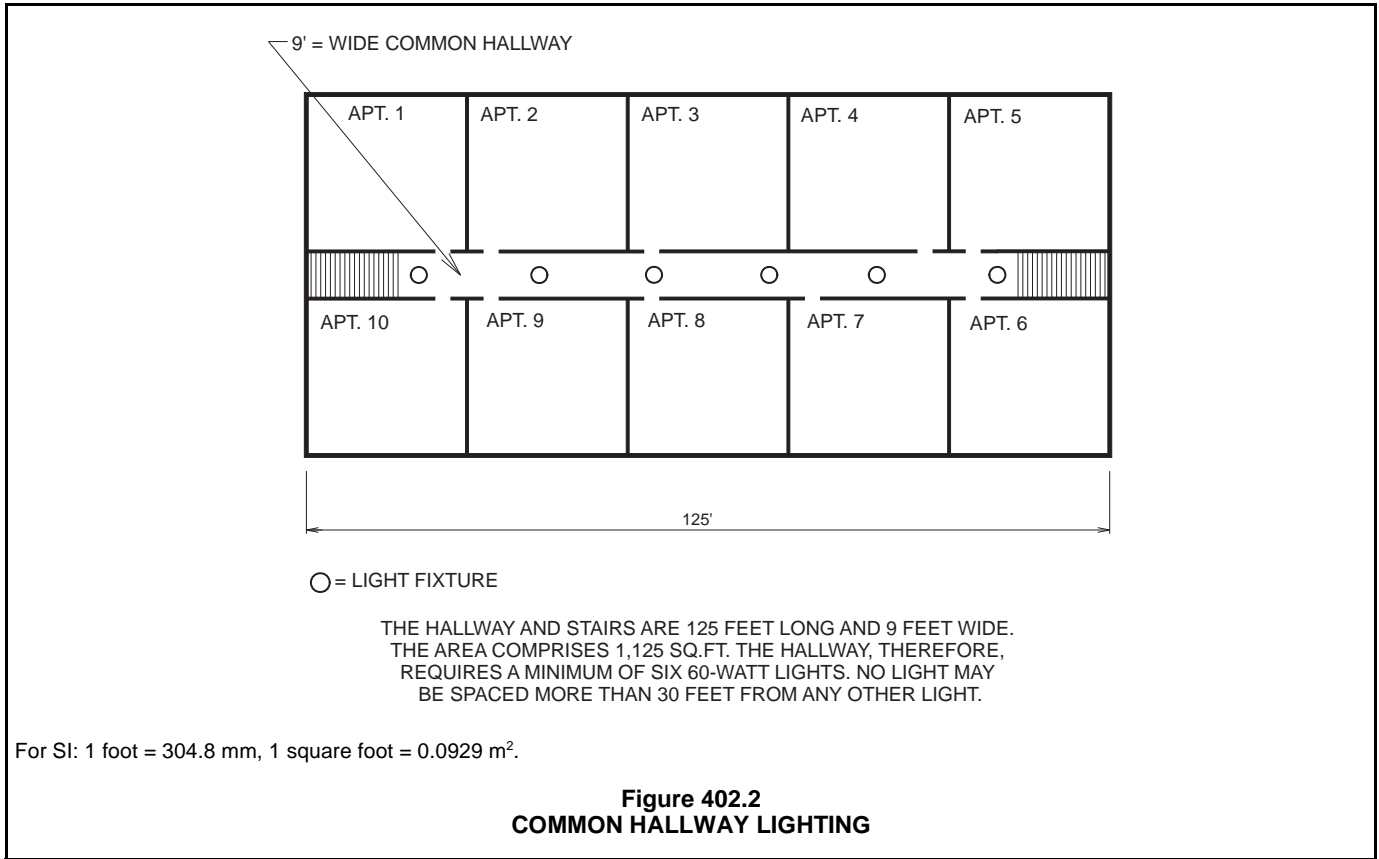 9' = WIDE COMMON HALLWAY
APT. 1
APT. 2
APT. 3
APT. 4
APT. 5
APT. 10
APT. 9
APT. 8
APT. 7
APT. 6
125'
= LIGHT FIXTURE
THE HALLWAY AND STAIRS ARE 125 FEET LONG AND 9 FEET WIDE.
THE AREA COMPRISES 1,125 SQ.FT. THE HALLWAY, THEREFORE,
REQUIRES A MINIMUM OF SIX 60-WATT LIGHTS. NO LIGHT MAY
BE SPACED MORE THAN 30 FEET FROM ANY OTHER LIGHT.
For SI: 1 foot = 304.8 mm, 1 square foot = 0.0929 m².
Figure 402.2
COMMON HALLWAY LIGHTING